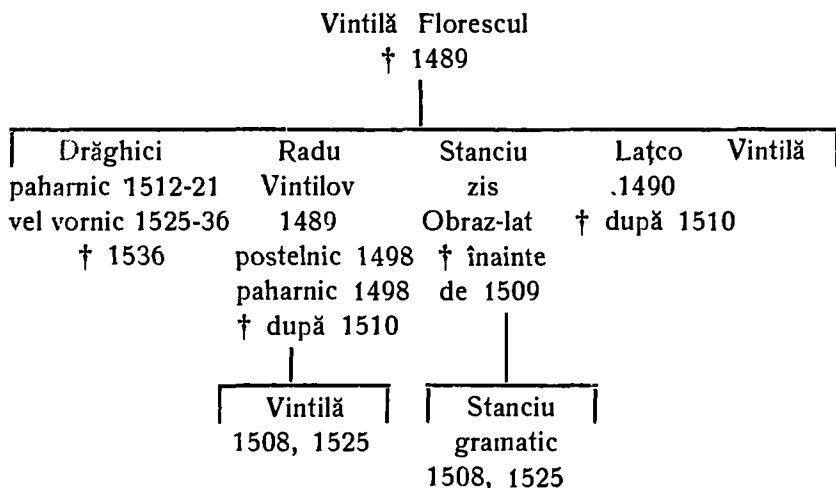 Vintilă Florescul
† 1489
Drăghici Radu Stanciu Laţco Vintilă
paharnic 1512-21 Vintilov zis .1490
vel vornic 1525-36 1489 Obraz-lat † după 1510
† 1536 postelnic 1498 † înainte
paharnic 1498 de 1509
† după 1510
Vintilă Stanciu
1508, 1525 gramatic
1508, 1525